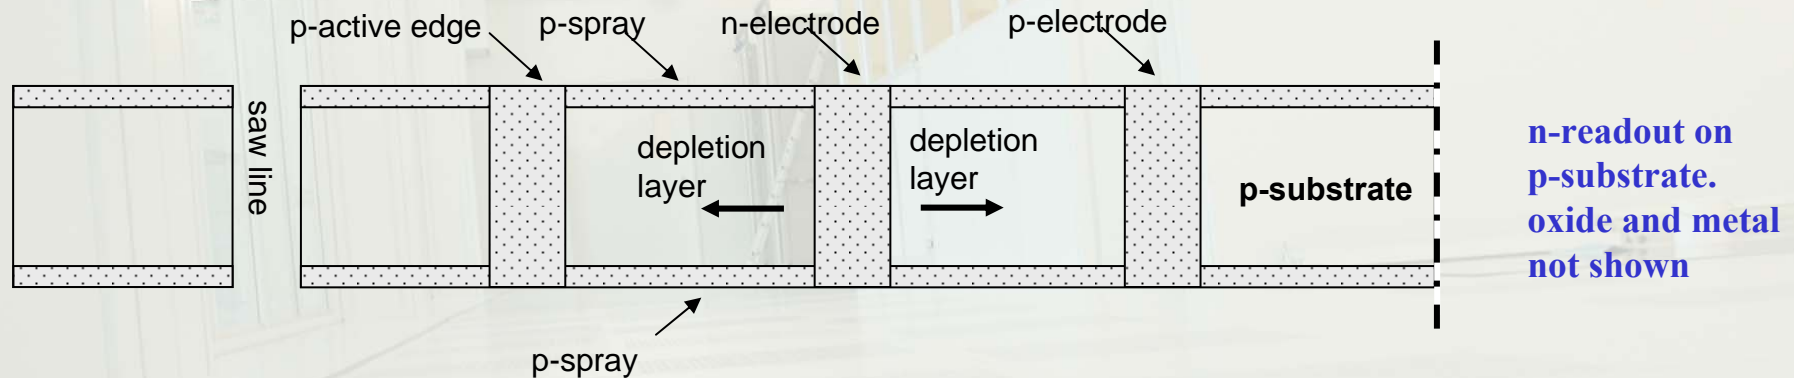 p-active edge
p-spray
n-electrode
p-electrode
saw line
depletion
layer
depletion
layer
p-substrate
n-readout on
p-substrate.
oxide and metal
not shown
p-spray